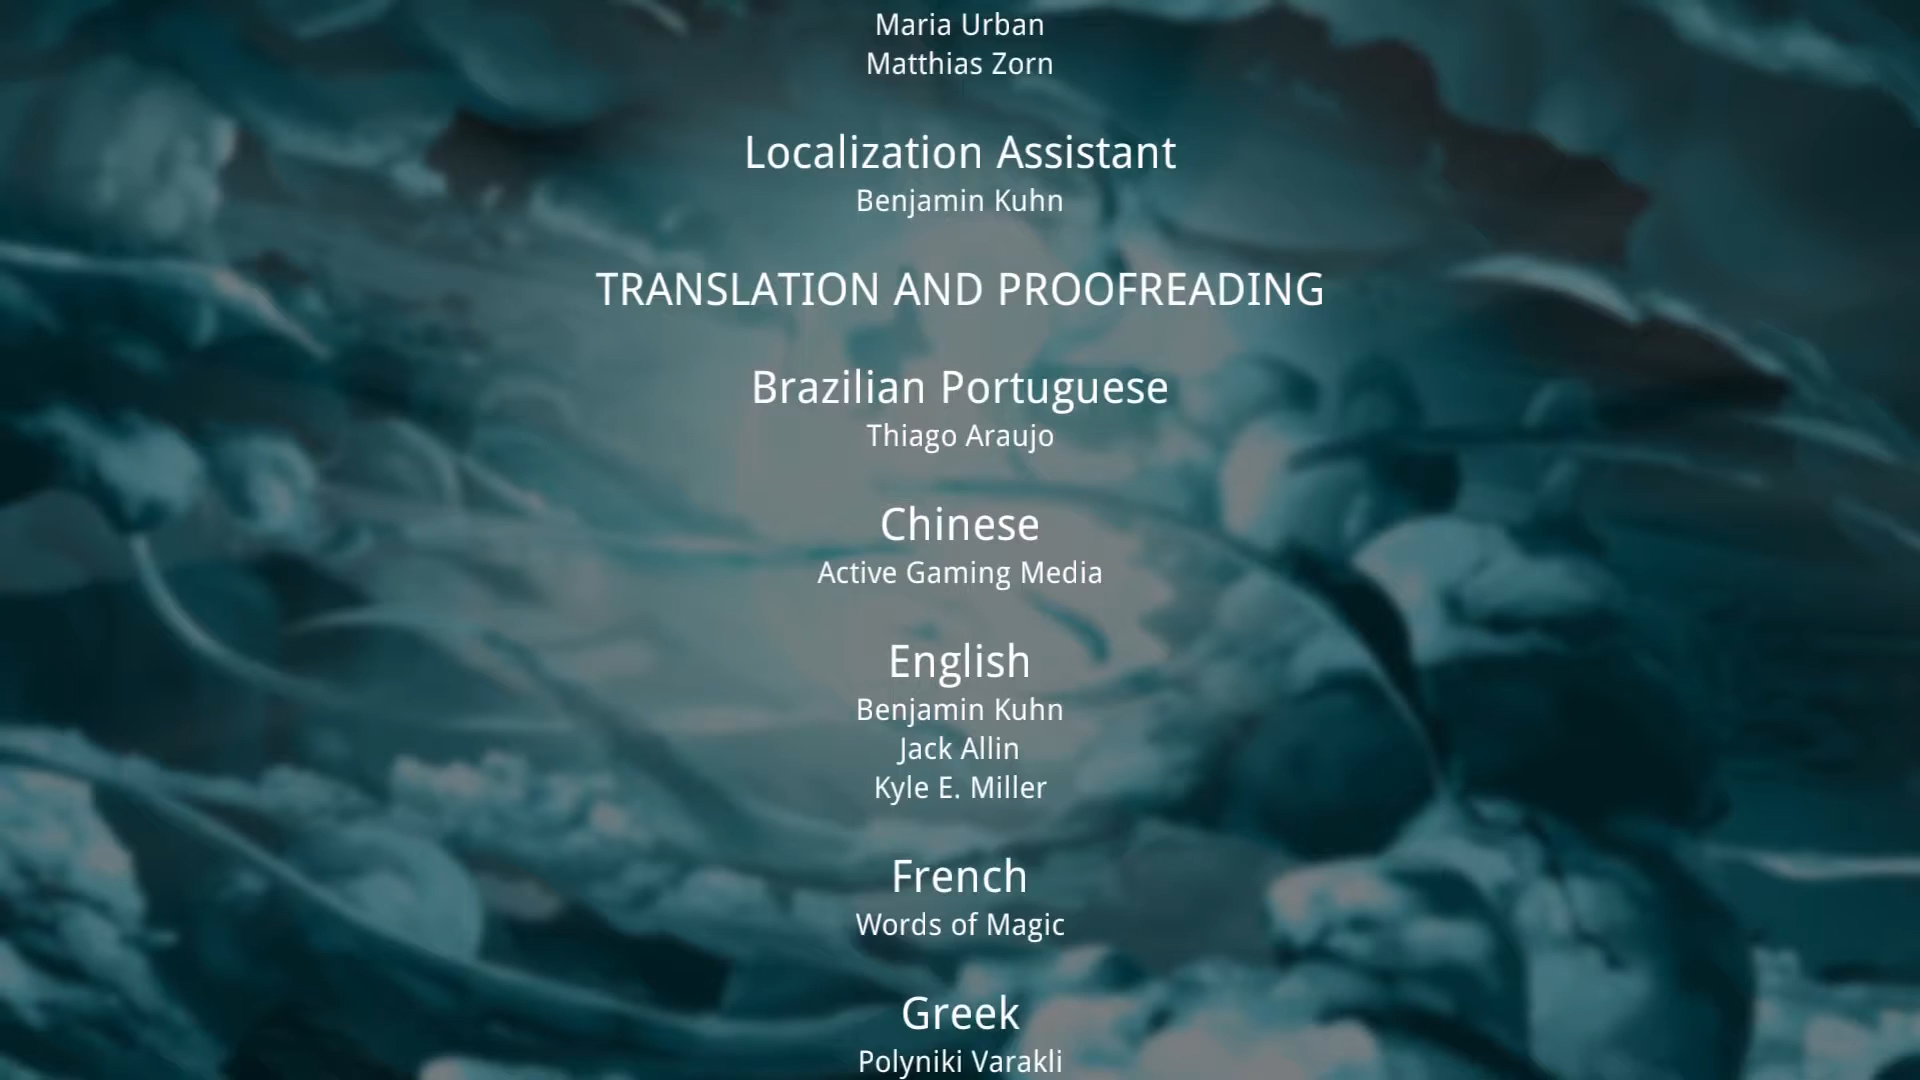 Maria Urban
Matthias Zorn
Localization Assistant
Benjamin Kuhn
TRANSLATION AND PROOFREADING
Brazilian Portuguese
Thiago Araujo
Chinese
Active Gaming Media
English
Benjamin Kuhn
Jack Allin
Kyle E. Miller
French
Words of Magic
Greek
Polyniki Varakli